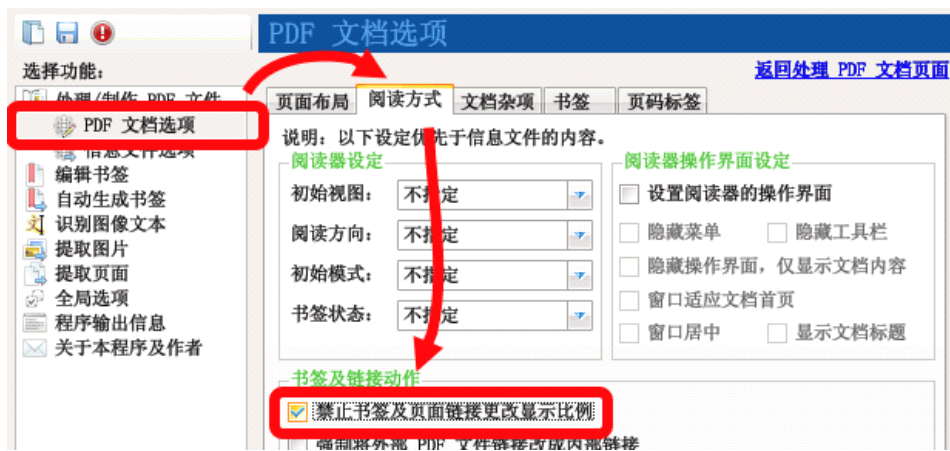 PDF 文档选项
返回处理 PDF 文档页面
选择功能:
处理/制作 PDF 文件
PDF 文档选项
信息文件选项
编辑书签
自动生成书签
识别图像文本
提取图片
提取页面
全局选项
程序输出信息
关于本程序及作者
页面布局 阅读方式 文档杂项 书签 页码标签
说明: 以下设定优先于信息文件的内容。
阅读器设定
初始视图: 不指定
阅读方向: 不指定
初始模式: 不指定
书签状态: 不指定
阅读器操作界面设定
设置阅读器的操作界面
隐藏菜单 隐藏工具栏
隐藏操作界面，仅显示文档内容
窗口适应文档首页
窗口居中 显示文档标题
书签及链接动作
禁止书签及页面链接更改显示比例
强制将外部 PDF 文件链接改成内部链接